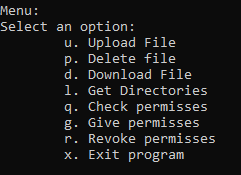 Menu:
Select an option:
u. Upload File
p. Delete file
d. Download File
l. Get Directories
q. Check permisses
g. Give permisses
r. Revoke permisses
x. Exit program